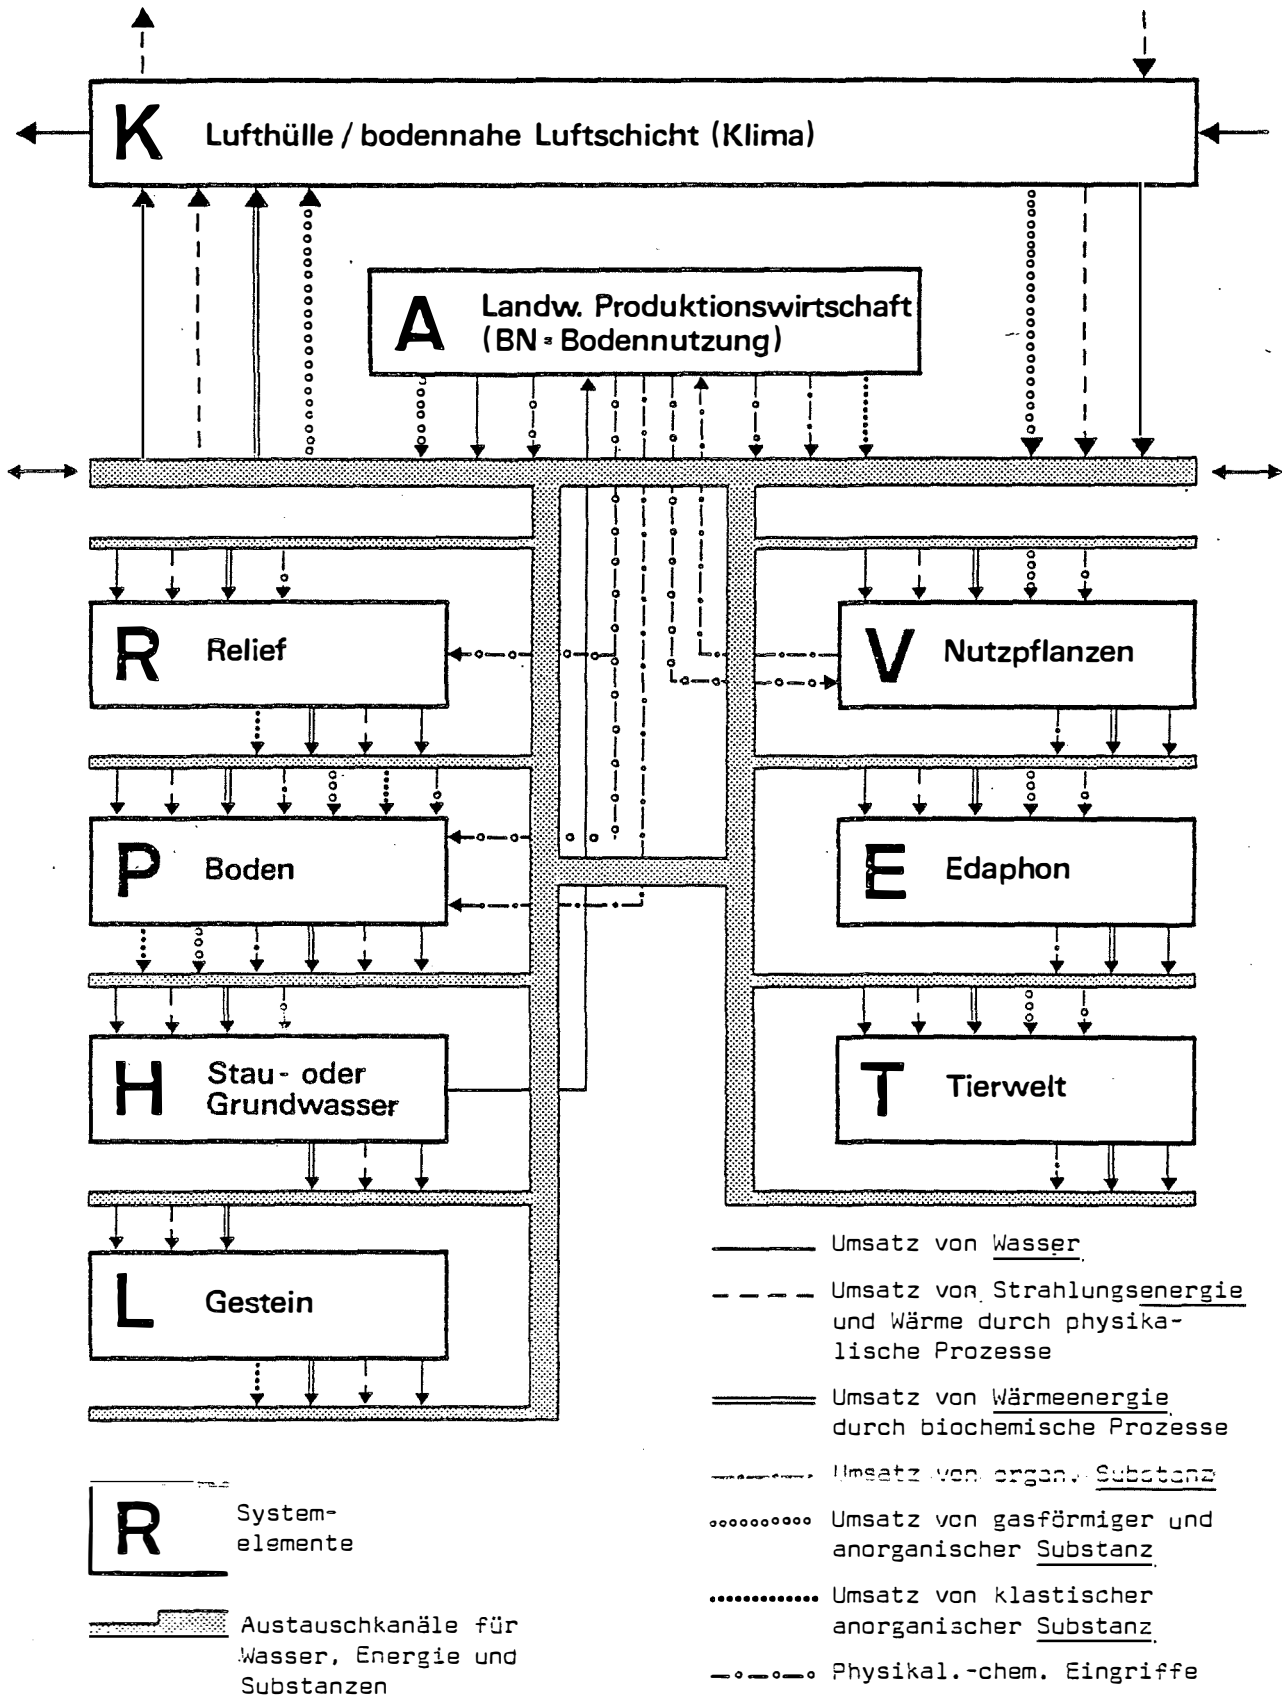 K Lufthülle / bodennahe Luftschicht (Klima)
A Landw. Produktionswirtschaft
(BN = Bodennutzung)
R Relief
V Nutzpflanzen
P Boden
E Edaphon
H Stau- oder
Grundwasser
T Tierwelt
L Gestein
Umsatz von Wasser
Umsatz von Strahlungsenergie
und Wärme durch physika-
lische Prozesse
Umsatz von Wärmeenergie
durch biochemische Prozesse
Umsatz von organ. Substanz
Umsatz von gasförmiger und
anorganischer Substanz
Umsatz von klastischer
anorganischer Substanz
Physikal.-chem. Eingriffe
R System-
elemente
Austauschkanäle für
Wasser, Energie und
Substanzen